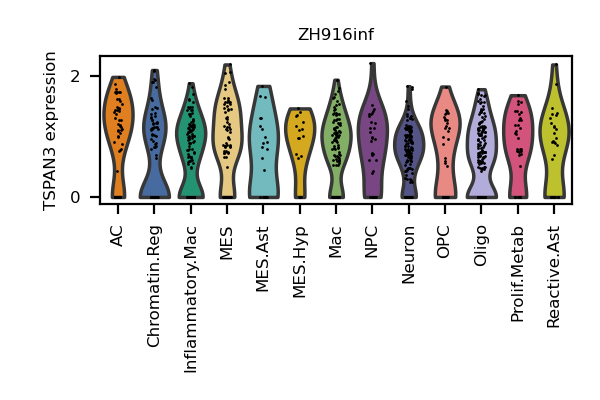 ZH916inf
TSPAN3 expression
2
0
AC
Chromatin.Reg
Inflammatory.Mac
MES
MES.Ast
MES.Hyp
Mac
NPC
Neuron
OPC
Oligo
Prolif.Metab
Reactive.Ast